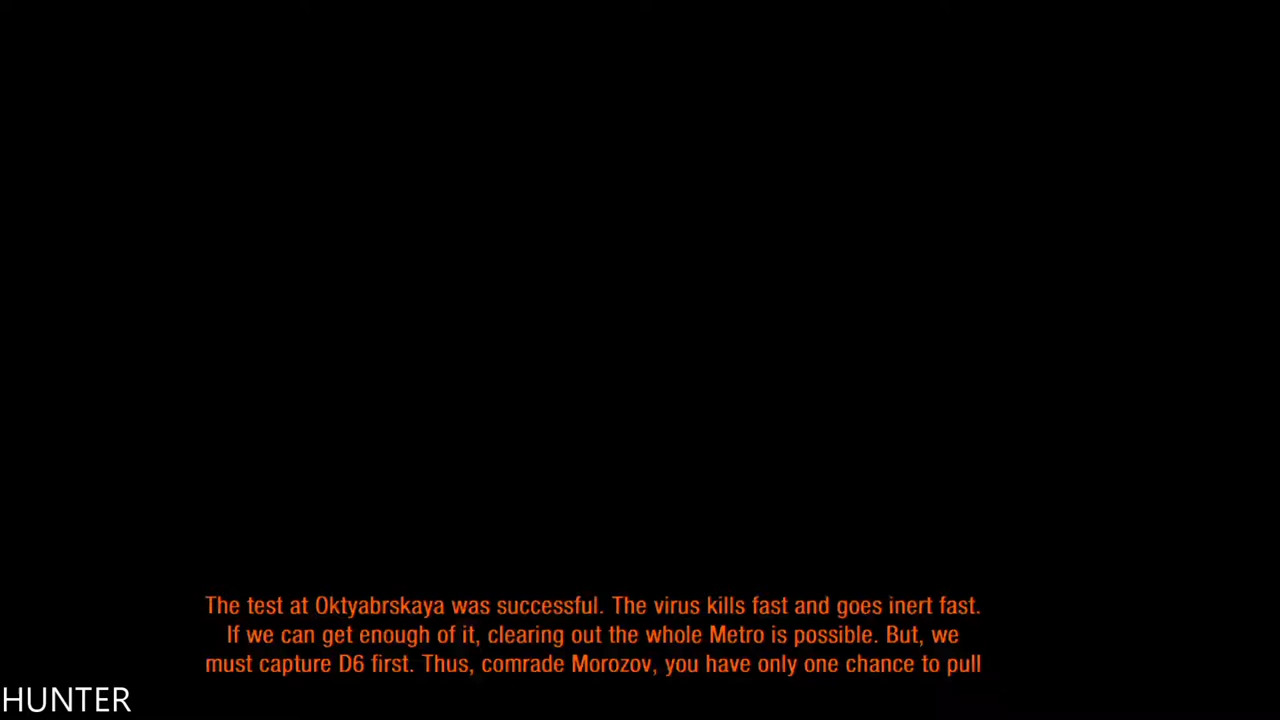 The test at Oktyabrskaya was successful. The virus kills fast and goes inert fast.
If we can get enough of it, clearing out the whole Metro is possible. But, we
must capture D6 first. Thus, comrade Morozov, you have only one chance to pull
HUNTER